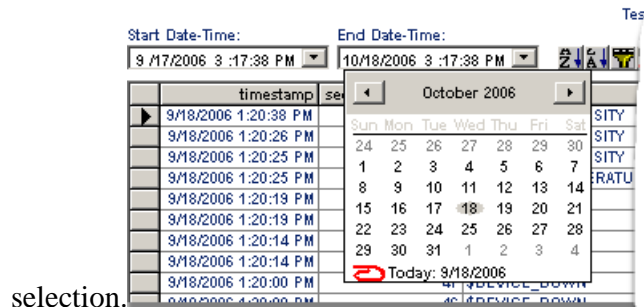 Tes
Start Date-Time: End Date-Time:
9 /17/2006 3 :17:38 PM 10/18/2006 3 :17:38 PM
timestamp se October 2006
9/18/2006 1:20:38 PM SITY
Sun Mon Tue Wed Thu Fri Sat
9/18/2006 1:20:26 PM 24 25 26 27 28 29 30 SITY
9/18/2006 1:20:25 PM 1 2 3 4 5 6 7 SITY
9/18/2006 1:20:25 PM 8 9 10 11 12 13 14 ERATU
9/18/2006 1:20:19 PM 15 16 17 18 19 20 21
9/18/2006 1:20:19 PM 22 23 24 25 26 27 28
9/18/2006 1:20:14 PM 29 30 31 1 2 3 4
9/18/2006 1:20:14 PM Today: 9/18/2006
9/18/2006 1:20:00 PM $DEVICE_DOWN
selection.